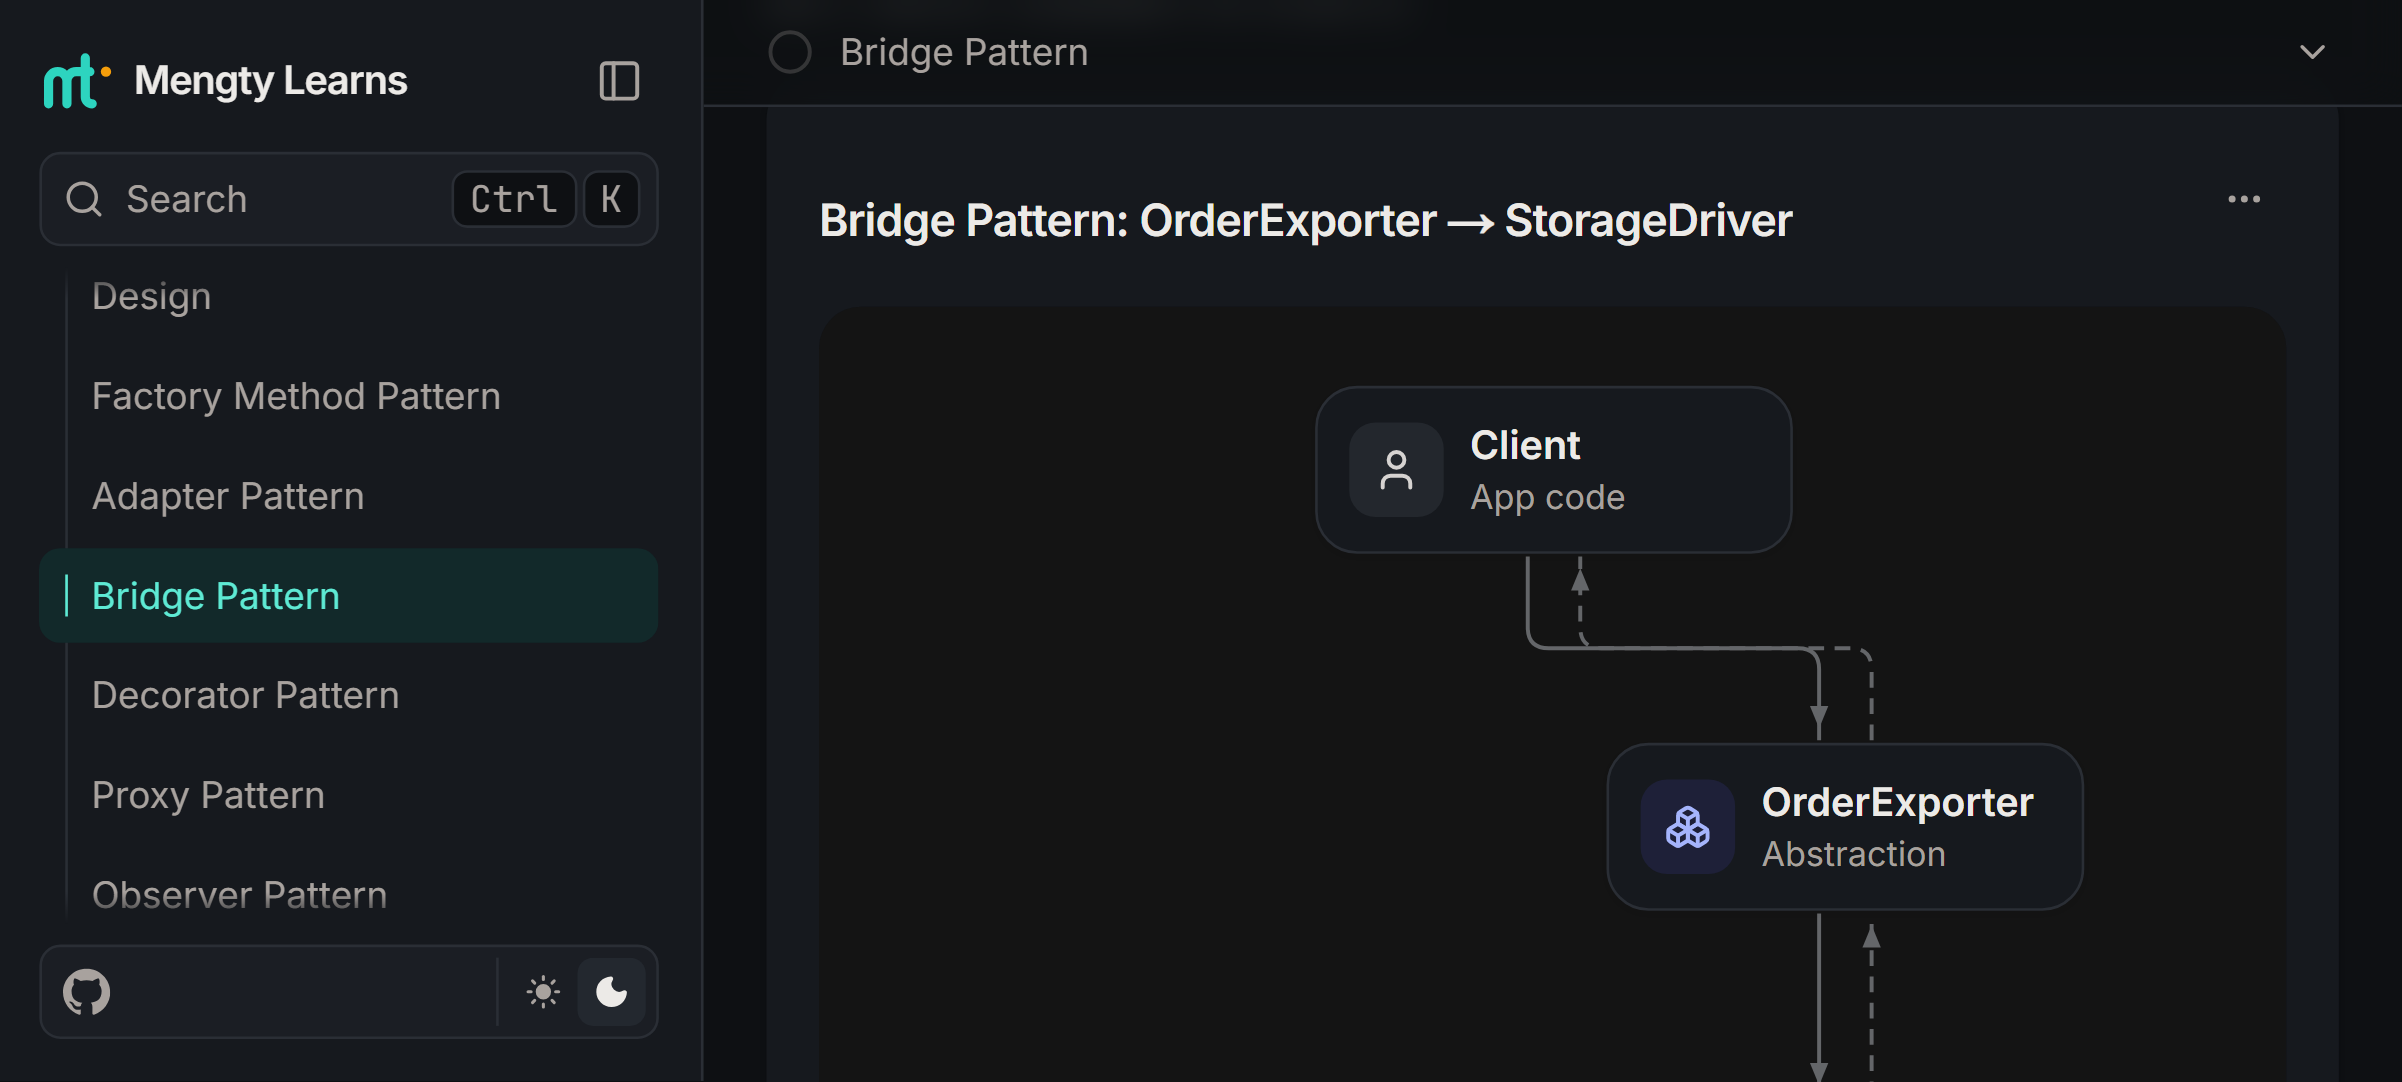 mt
Mengty Learns
Search
Ctrl K
Design
Factory Method Pattern
Adapter Pattern
Bridge Pattern
Decorator Pattern
Proxy Pattern
Observer Pattern
Bridge Pattern
Bridge Pattern: OrderExporter → StorageDriver
Client
App code
OrderExporter
Abstraction